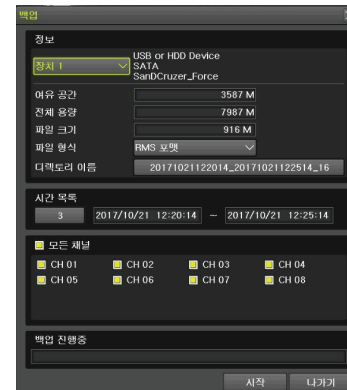 백업
정보
장치 1
USB or HDD Device
SATA
SanDCruzer_Force
여유 공간 3587 M
전체 용량 7987 M
파일 크기 916 M
파일 형식 RMS 포맷
디렉토리 이름 20171021122014_20171021122514_16
시간 목록
3 2017/10/21 12:20:14 ~ 2017/10/21 12:25:14
모든 채널
CH 01 CH 02 CH 03 CH 04
CH 05 CH 06 CH 07 CH 08
백업 진행중
시작 나가기